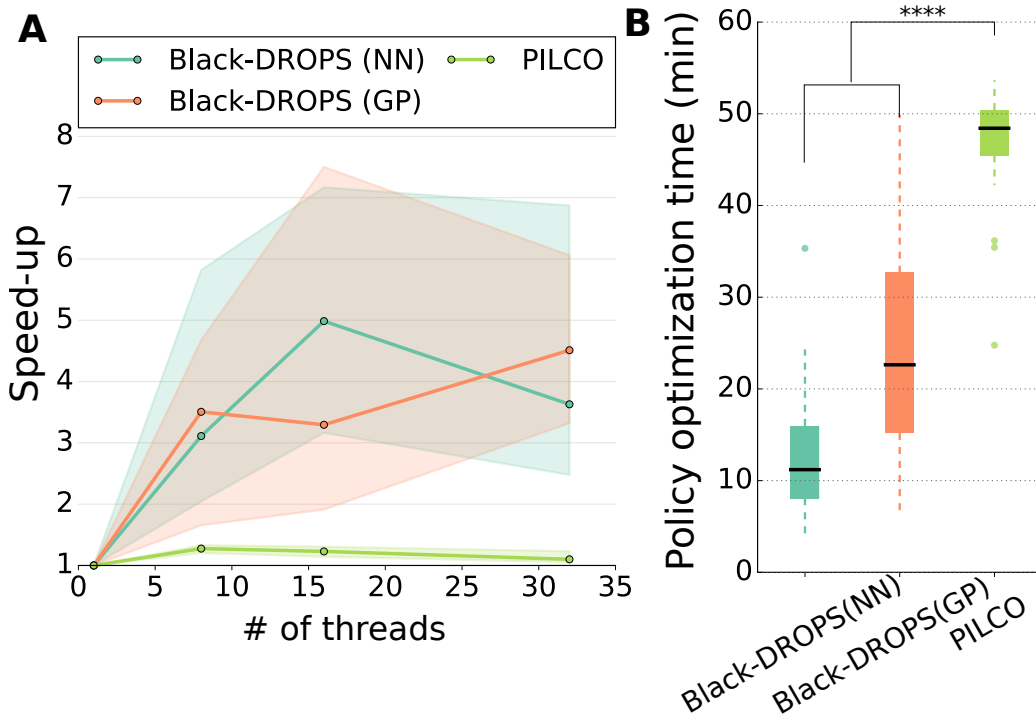 A
Black-DROPS (NN)
PILCO
Black-DROPS (GP)
8
7
6
5
4
3
2
1
Speed-up
0
5
10
15
20
25
30
35
# of threads
B
****
60
50
40
30
20
10
0
Policy optimization time (min)
Black-DROPS(NN)
Black-DROPS(GP)
PILCO